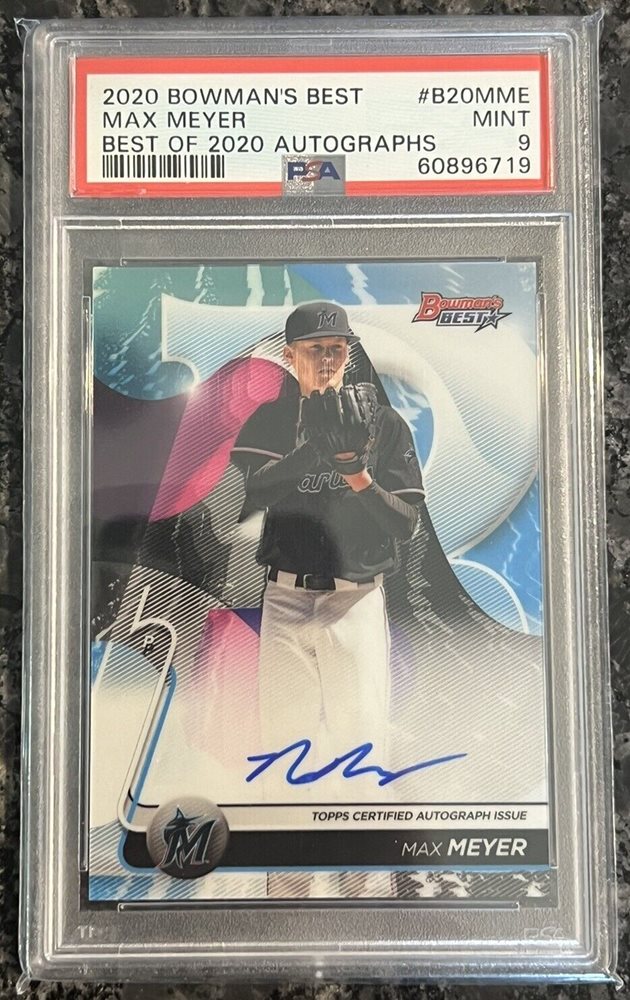 2020 BOWMAN'S BEST #B20MME
MAX MEYER MINT
BEST OF 2020 AUTOGRAPHS 9
PSA 60896719
Bowman's
BEST
M
TOPPS CERTIFIED AUTOGRAPH ISSUE
MAX MEYER
M